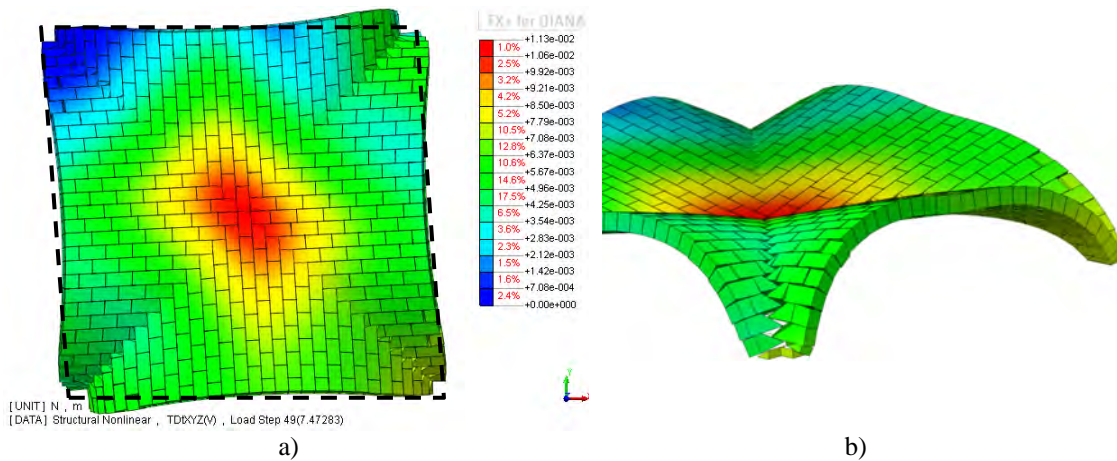 FX+ for DIANA
+1.13e-002
1.0%
+1.06e-002
2.5%
+9.92e-003
3.2%
+9.21e-003
4.2%
+8.50e-003
5.2%
+7.79e-003
10.5%
+7.08e-003
12.8%
+6.37e-003
10.6%
+5.66e-003
14.6%
+4.96e-003
17.5%
+4.25e-003
6.5%
+3.54e-003
3.6%
+2.83e-003
2.3%
+2.12e-003
1.5%
+1.42e-003
1.6%
+7.08e-004
2.4%
+0.00e+000
[UNIT] N , m
[DATA] Structural Nonlinear , TDtXYZ(V) , Load Step 49(7.47283)
a)
b)